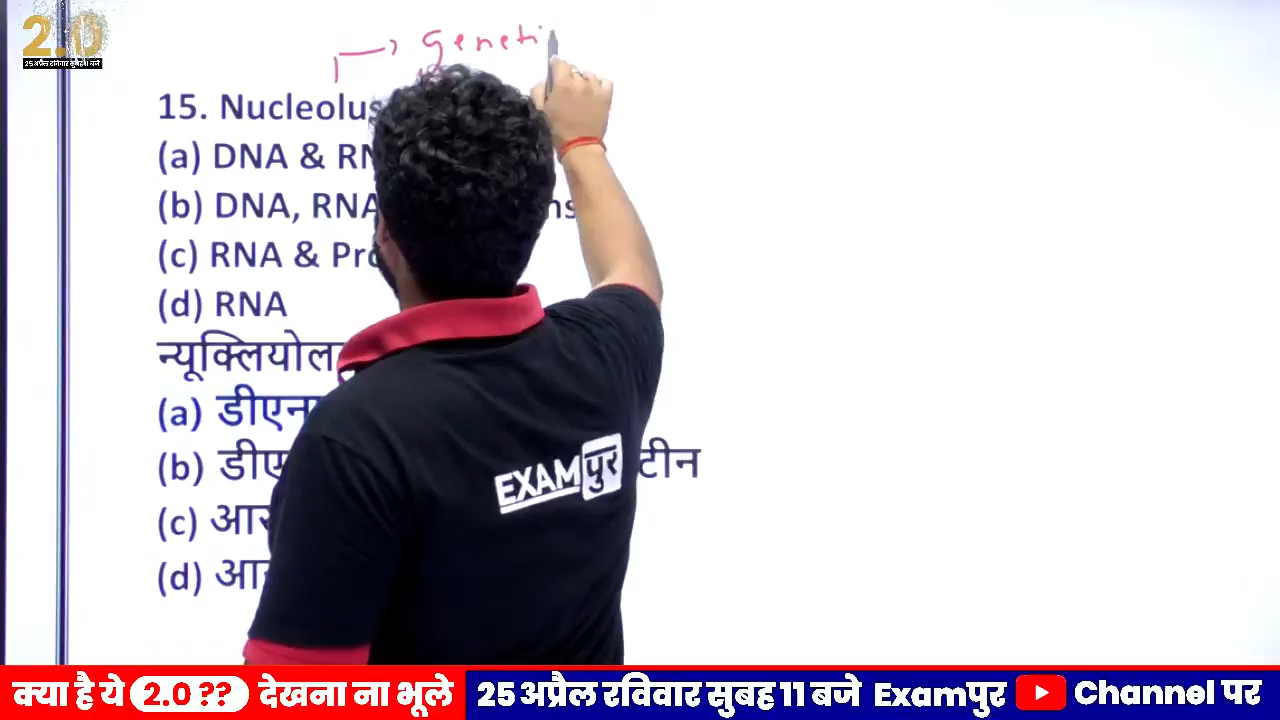 2.0
25 अप्रैल रविवार सुबह 11 बजे
Geneti
15. Nucleolus
(a) DNA & RN
(b) DNA, RNA ns
(c) RNA & Pro
(d) RNA
न्यूक्लियोल
(a) डीएन
(b) डीए टीन
(c) आर
(d) आ
EXAMपुर
क्या है ये 2.0 ?? देखना ना भूले
25 अप्रैल रविवार सुबह 11 बजे Examपुर Channel पर